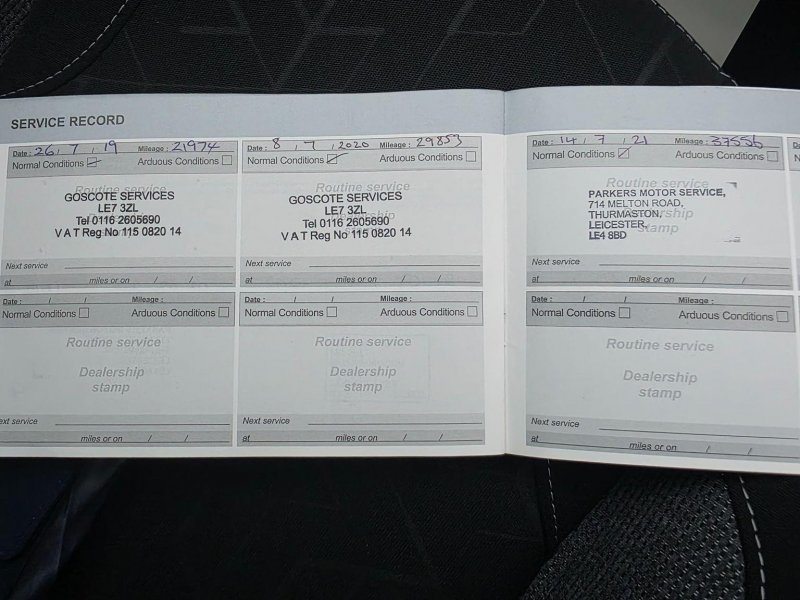 SERVICE RECORD
Date : 26 / 7 / 19 Mileage : 21974
Normal Conditions Arduous Conditions
Routine service
GOSCOTE SERVICES
LE7 3ZL
Tel 0116 2605690
V A T Reg No 115 0820 14
Next service
at miles or on / /
Date : 8 / 7 / 2020 Mileage : 29853
Normal Conditions Arduous Conditions
Routine service
GOSCOTE SERVICES
LE7 3ZL
Tel 0116 2605690
V A T Reg No 115 0820 14
Next service
at miles or on / /
Date : 14 / 7 / 21 Mileage : 37556
Normal Conditions Arduous Conditions
Routine service
PARKERS MOTOR SERVICE,
714 MELTON ROAD,
THURMASTON,
LEICESTER,
LE4 8BD
Dealership
stamp
Next service
at miles or on / /
Date : / / Mileage :
Normal Conditions Arduous Conditions
Routine service
Dealership
stamp
Next service
miles or on / /
Date : / / Mileage :
Normal Conditions Arduous Conditions
Routine service
Dealership
stamp
Next service
at miles or on / /
Date : / / Mileage :
Normal Conditions Arduous Conditions
Routine service
Dealership
stamp
Next service
at miles or on / /